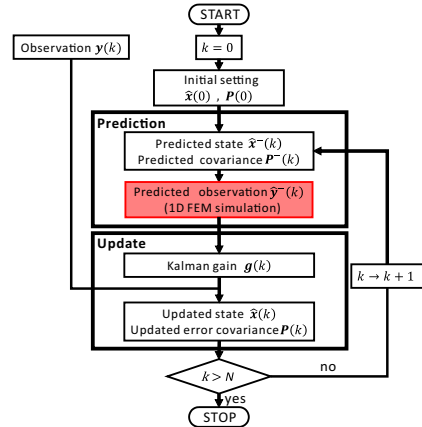 START
Observation y(k)
k = 0
Initial setting
x̂(0) , P(0)
Prediction
Predicted state x̂⁻(k)
Predicted covariance P⁻(k)
Predicted observation ŷ⁻(k)
(1D FEM simulation)
Update
Kalman gain g(k)
k → k + 1
Updated state x̂(k)
Updated error covariance P(k)
k > N
no
yes
STOP